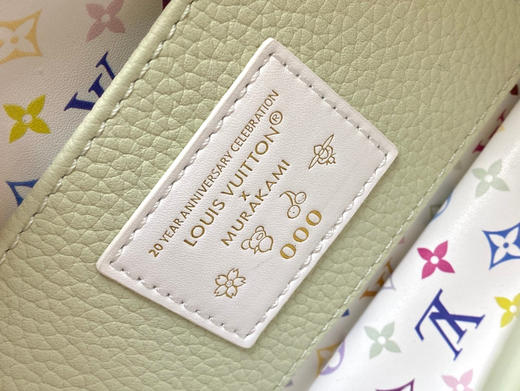 20 YEAR ANNIVERSARY CELEBRATION
LOUIS VUITTON®
x
MURAKAMI
000